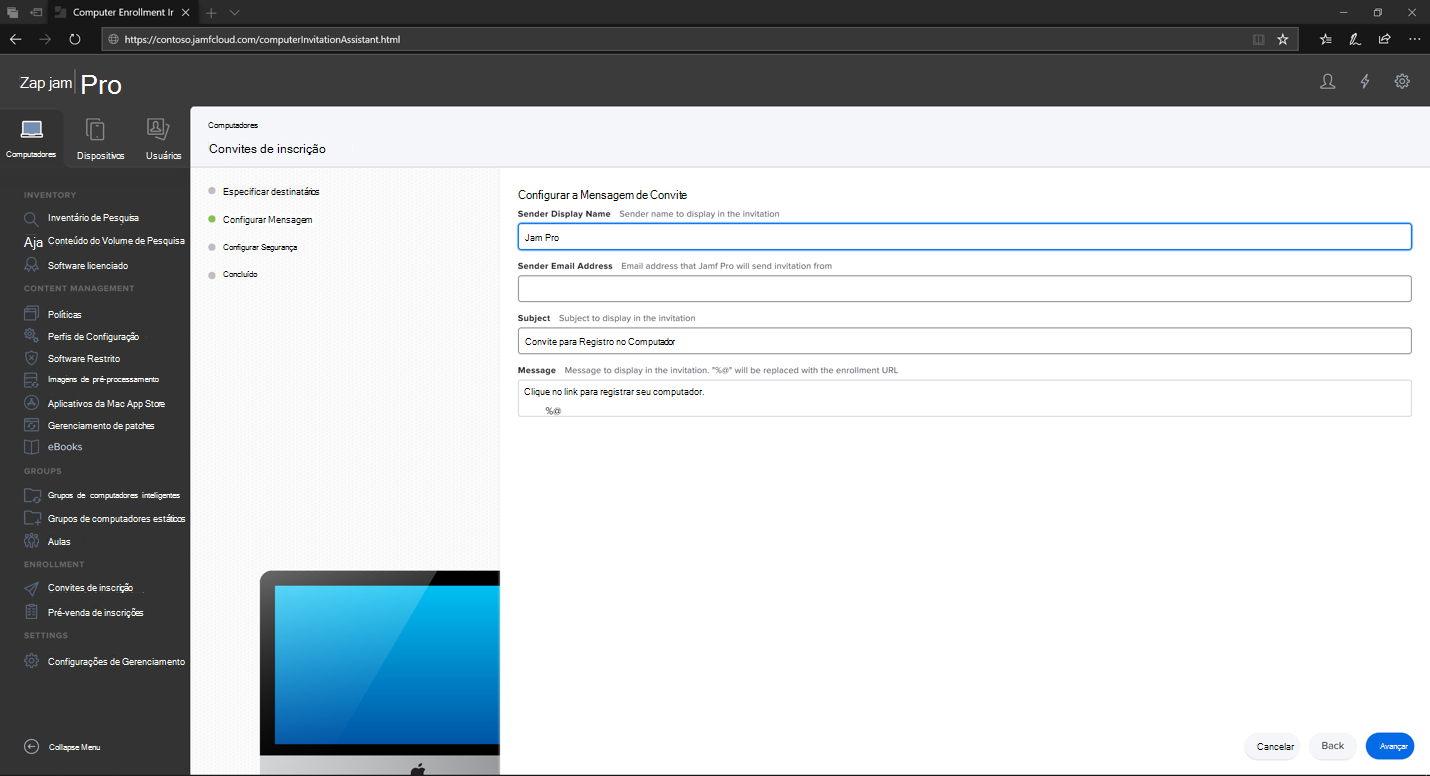 Computer Enrollment Ir
https://contoso.jamfcloud.com/computerInvitationAssistant.html
Zap jam Pro
Computadores
Dispositivos
Usuários
Computadores
Convites de inscrição
INVENTORY
Inventário de Pesquisa
Aja Conteúdo do Volume de Pesquisa
Software licenciado
CONTENT MANAGEMENT
Políticas
Perfis de Configuração
Software Restrito
Imagens de pré-processamento
Aplicativos da Mac App Store
Gerenciamento de patches
eBooks
GROUPS
Grupos de computadores inteligentes
Grupos de computadores estáticos
Aulas
ENROLLMENT
Convites de inscrição
Pré-venda de inscrições
SETTINGS
Configurações de Gerenciamento
Collapse Menu
Especificar destinatários
Configurar Mensagem
Configurar Segurança
Concluído
Configurar a Mensagem de Convite
Sender Display Name Sender name to display in the invitation
Jam Pro
Sender Email Address Email address that Jamf Pro will send invitation from
Subject Subject to display in the invitation
Convite para Registro no Computador
Message Message to display in the invitation. "%@" will be replaced with the enrollment URL
Clique no link para registrar seu computador.
%@
Cancelar
Back
Avançar